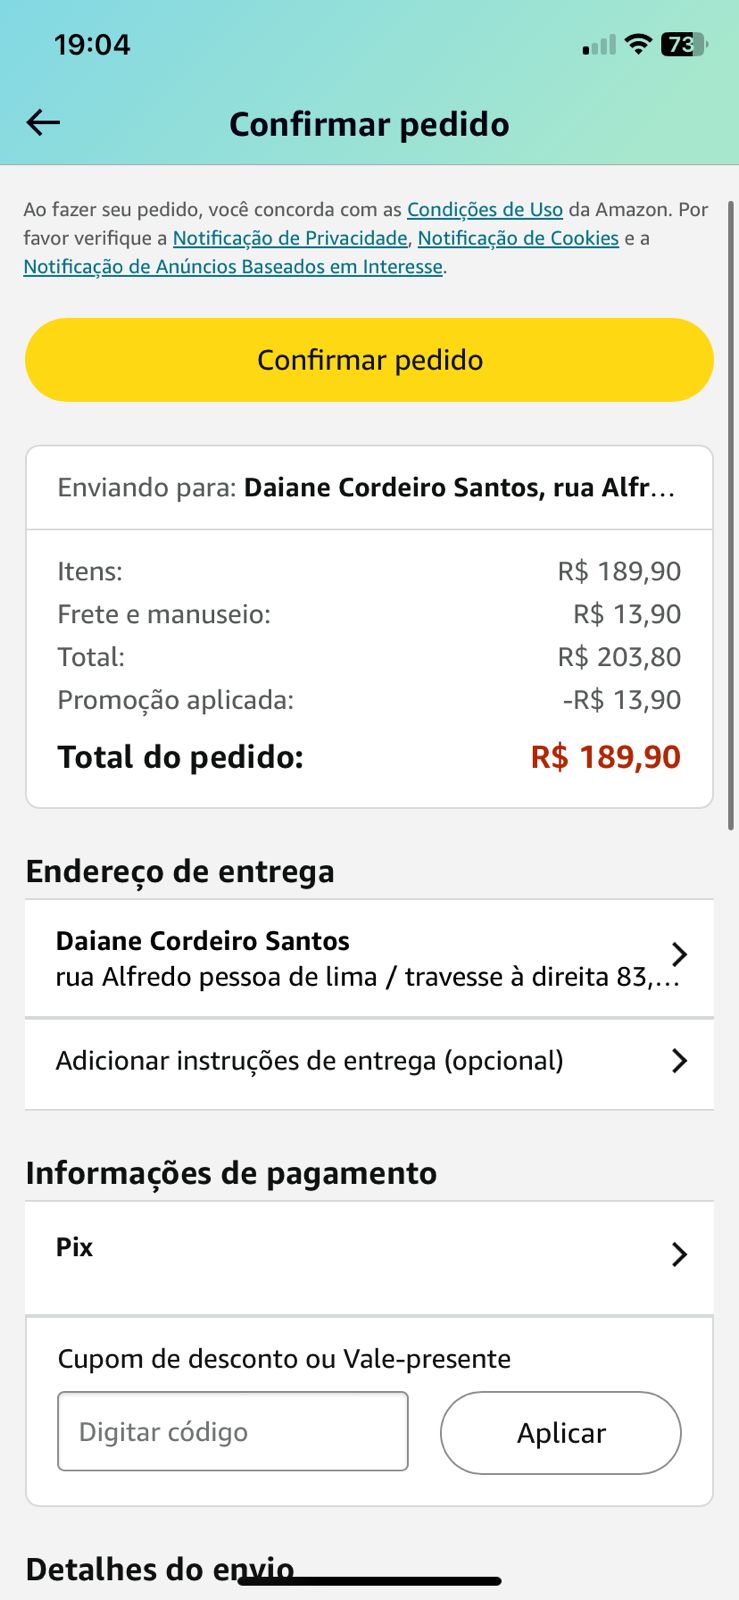 19:04
73
Confirmar pedido
Ao fazer seu pedido, você concorda com as Condições de Uso da Amazon. Por
favor verifique a Notificação de Privacidade, Notificação de Cookies e a
Notificação de Anúncios Baseados em Interesse.
Confirmar pedido
Enviando para: Daiane Cordeiro Santos, rua Alfr...
Itens: R$ 189,90
Frete e manuseio: R$ 13,90
Total: R$ 203,80
Promoção aplicada: -R$ 13,90
Total do pedido: R$ 189,90
Endereço de entrega
Daiane Cordeiro Santos
rua Alfredo pessoa de lima / travesse à direita 83,...
Adicionar instruções de entrega (opcional)
Informações de pagamento
Pix
Cupom de desconto ou Vale-presente
Digitar código
Aplicar
Detalhes do envio